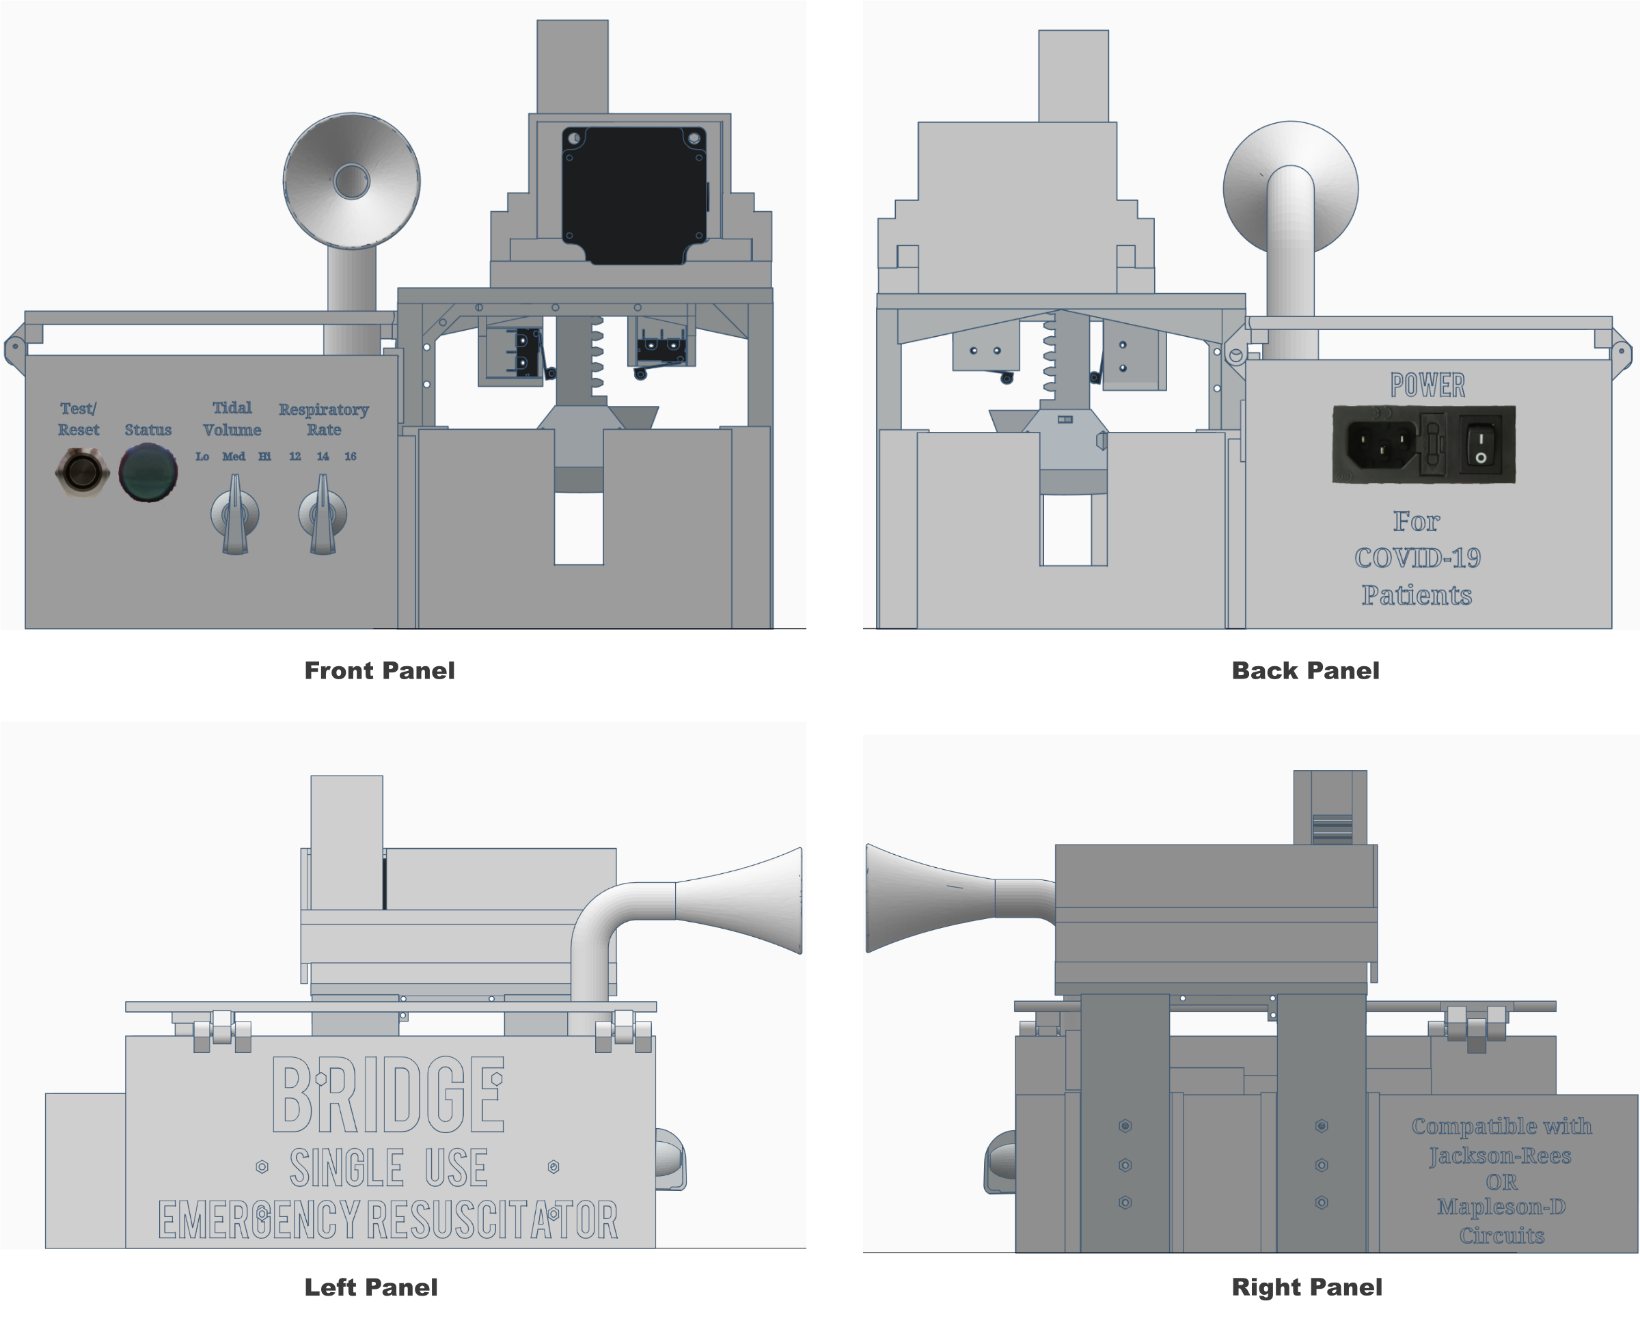 Test/
Reset
Status
Tidal
Volume
Respiratory
Rate
Lo Med Hi
12 14 16
Front Panel
POWER
For
COVID-19
Patients
Back Panel
BRIDGE
SINGLE USE
EMERGENCY RESUSCITATOR
Left Panel
Compatible with
Jackson-Rees
OR
Mapleson-D
Circuits
Right Panel